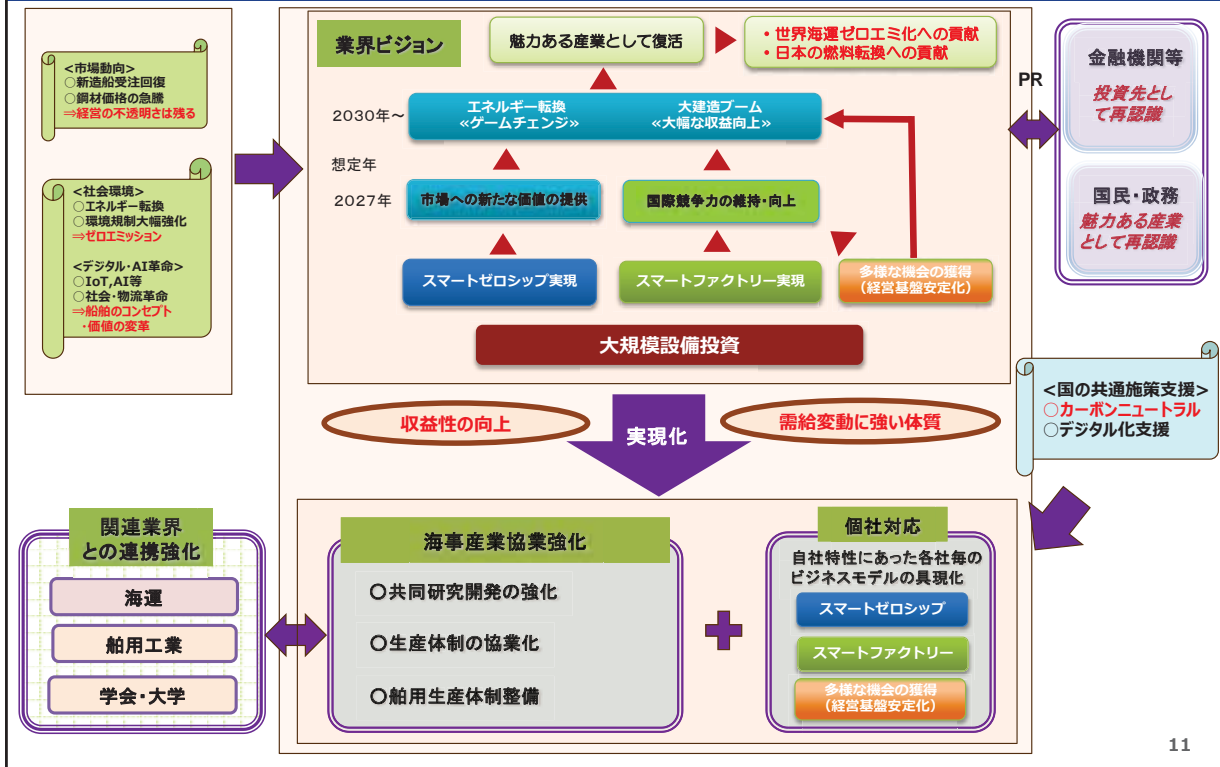 <市場動向>
○新造船受注回復
○鋼材価格の急騰
⇒経営の不透明さは残る
<社会環境>
○エネルギー転換
○環境規制大幅強化
⇒ゼロエミッション
<デジタル・AI革命>
○IoT,AI等
○社会・物流革命
⇒船舶のコンセプト
・価値の変革
業界ビジョン
魅力ある産業として復活
・世界海運ゼロエミ化への貢献
・日本の燃料転換への貢献
2030年～
エネルギー転換
≪ゲームチェンジ≫
大建造ブーム
≪大幅な収益向上≫
想定年
2027年
市場への新たな価値の提供
国際競争力の維持・向上
スマートゼロシップ実現
スマートファクトリー実現
多様な機会の獲得
（経営基盤安定化）
大規模設備投資
PR
金融機関等
投資先とし
て再認識
国民・政務
魅力ある産業
として再認識
<国の共通施策支援>
○カーボンニュートラル
○デジタル化支援
収益性の向上
実現化
需給変動に強い体質
関連業界
との連携強化
海運
舶用工業
学会・大学
海事産業協業強化
○共同研究開発の強化
○生産体制の協業化
○舶用生産体制整備
個社対応
自社特性にあった各社毎の
ビジネスモデルの具現化
スマートゼロシップ
スマートファクトリー
多様な機会の獲得
（経営基盤安定化）
11